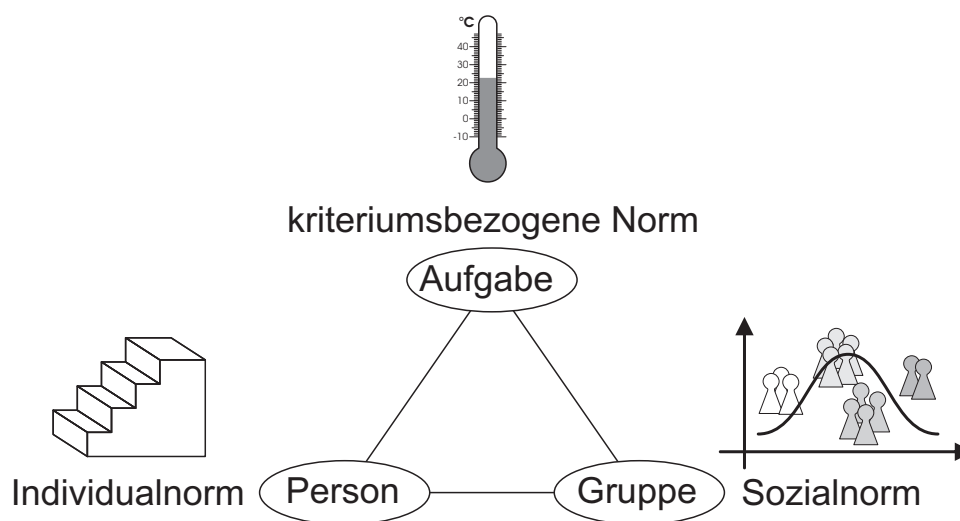 °C
40
30
20
10
0
-10
kriteriumsbezogene Norm
Aufgabe
Individualnorm Person Gruppe Sozialnorm